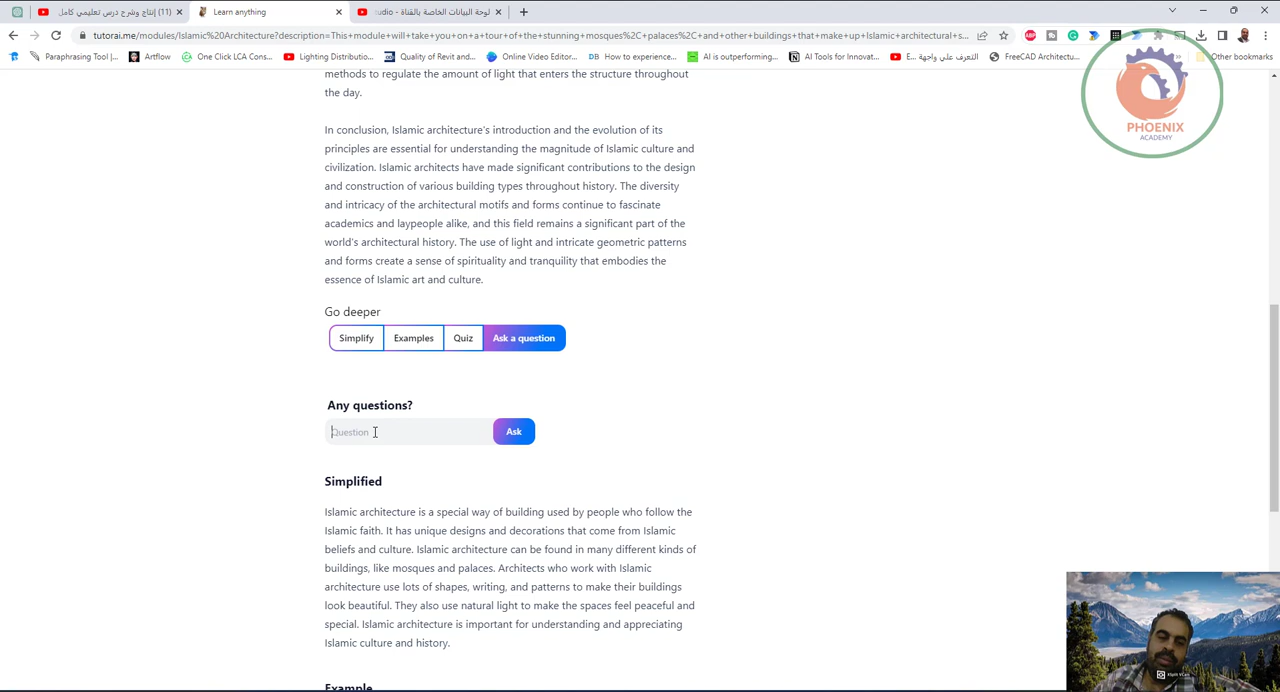 (11) إنتاج وشرح درس تعليمي كامل
Learn anything
لوحة البيانات الخاصة بالقناة - udio
tutorai.me/modules/Islamic%20Architecture?description=This+module+will+take+you+on+a+tour+of+the+stunning+mosques%2C+palaces%2C+and+other+buildings+that+make+up+Islamic+architectural+s...
Paraphrasing Tool |...
Artflow
One Click LCA Cons...
Lighting Distributio...
Quality of Revit and...
Online Video Editor...
DB How to experience...
AI is outperforming...
AI Tools for Innovat...
التعرف علي واجهة E...
FreeCAD Architectu...
»
Other bookmarks
PHOENIX
ACADEMY
methods to regulate the amount of light that enters the structure throughout
the day.
In conclusion, Islamic architecture's introduction and the evolution of its
principles are essential for understanding the magnitude of Islamic culture and
civilization. Islamic architects have made significant contributions to the design
and construction of various building types throughout history. The diversity
and intricacy of the architectural motifs and forms continue to fascinate
academics and laypeople alike, and this field remains a significant part of the
world's architectural history. The use of light and intricate geometric patterns
and forms create a sense of spirituality and tranquility that embodies the
essence of Islamic art and culture.
Go deeper
Simplify Examples Quiz Ask a question
Any questions?
Question Ask
Simplified
Islamic architecture is a special way of building used by people who follow the
Islamic faith. It has unique designs and decorations that come from Islamic
beliefs and culture. Islamic architecture can be found in many different kinds of
buildings, like mosques and palaces. Architects who work with Islamic
architecture use lots of shapes, writing, and patterns to make their buildings
look beautiful. They also use natural light to make the spaces feel peaceful and
special. Islamic architecture is important for understanding and appreciating
Islamic culture and history.
Example
XSplit VCam